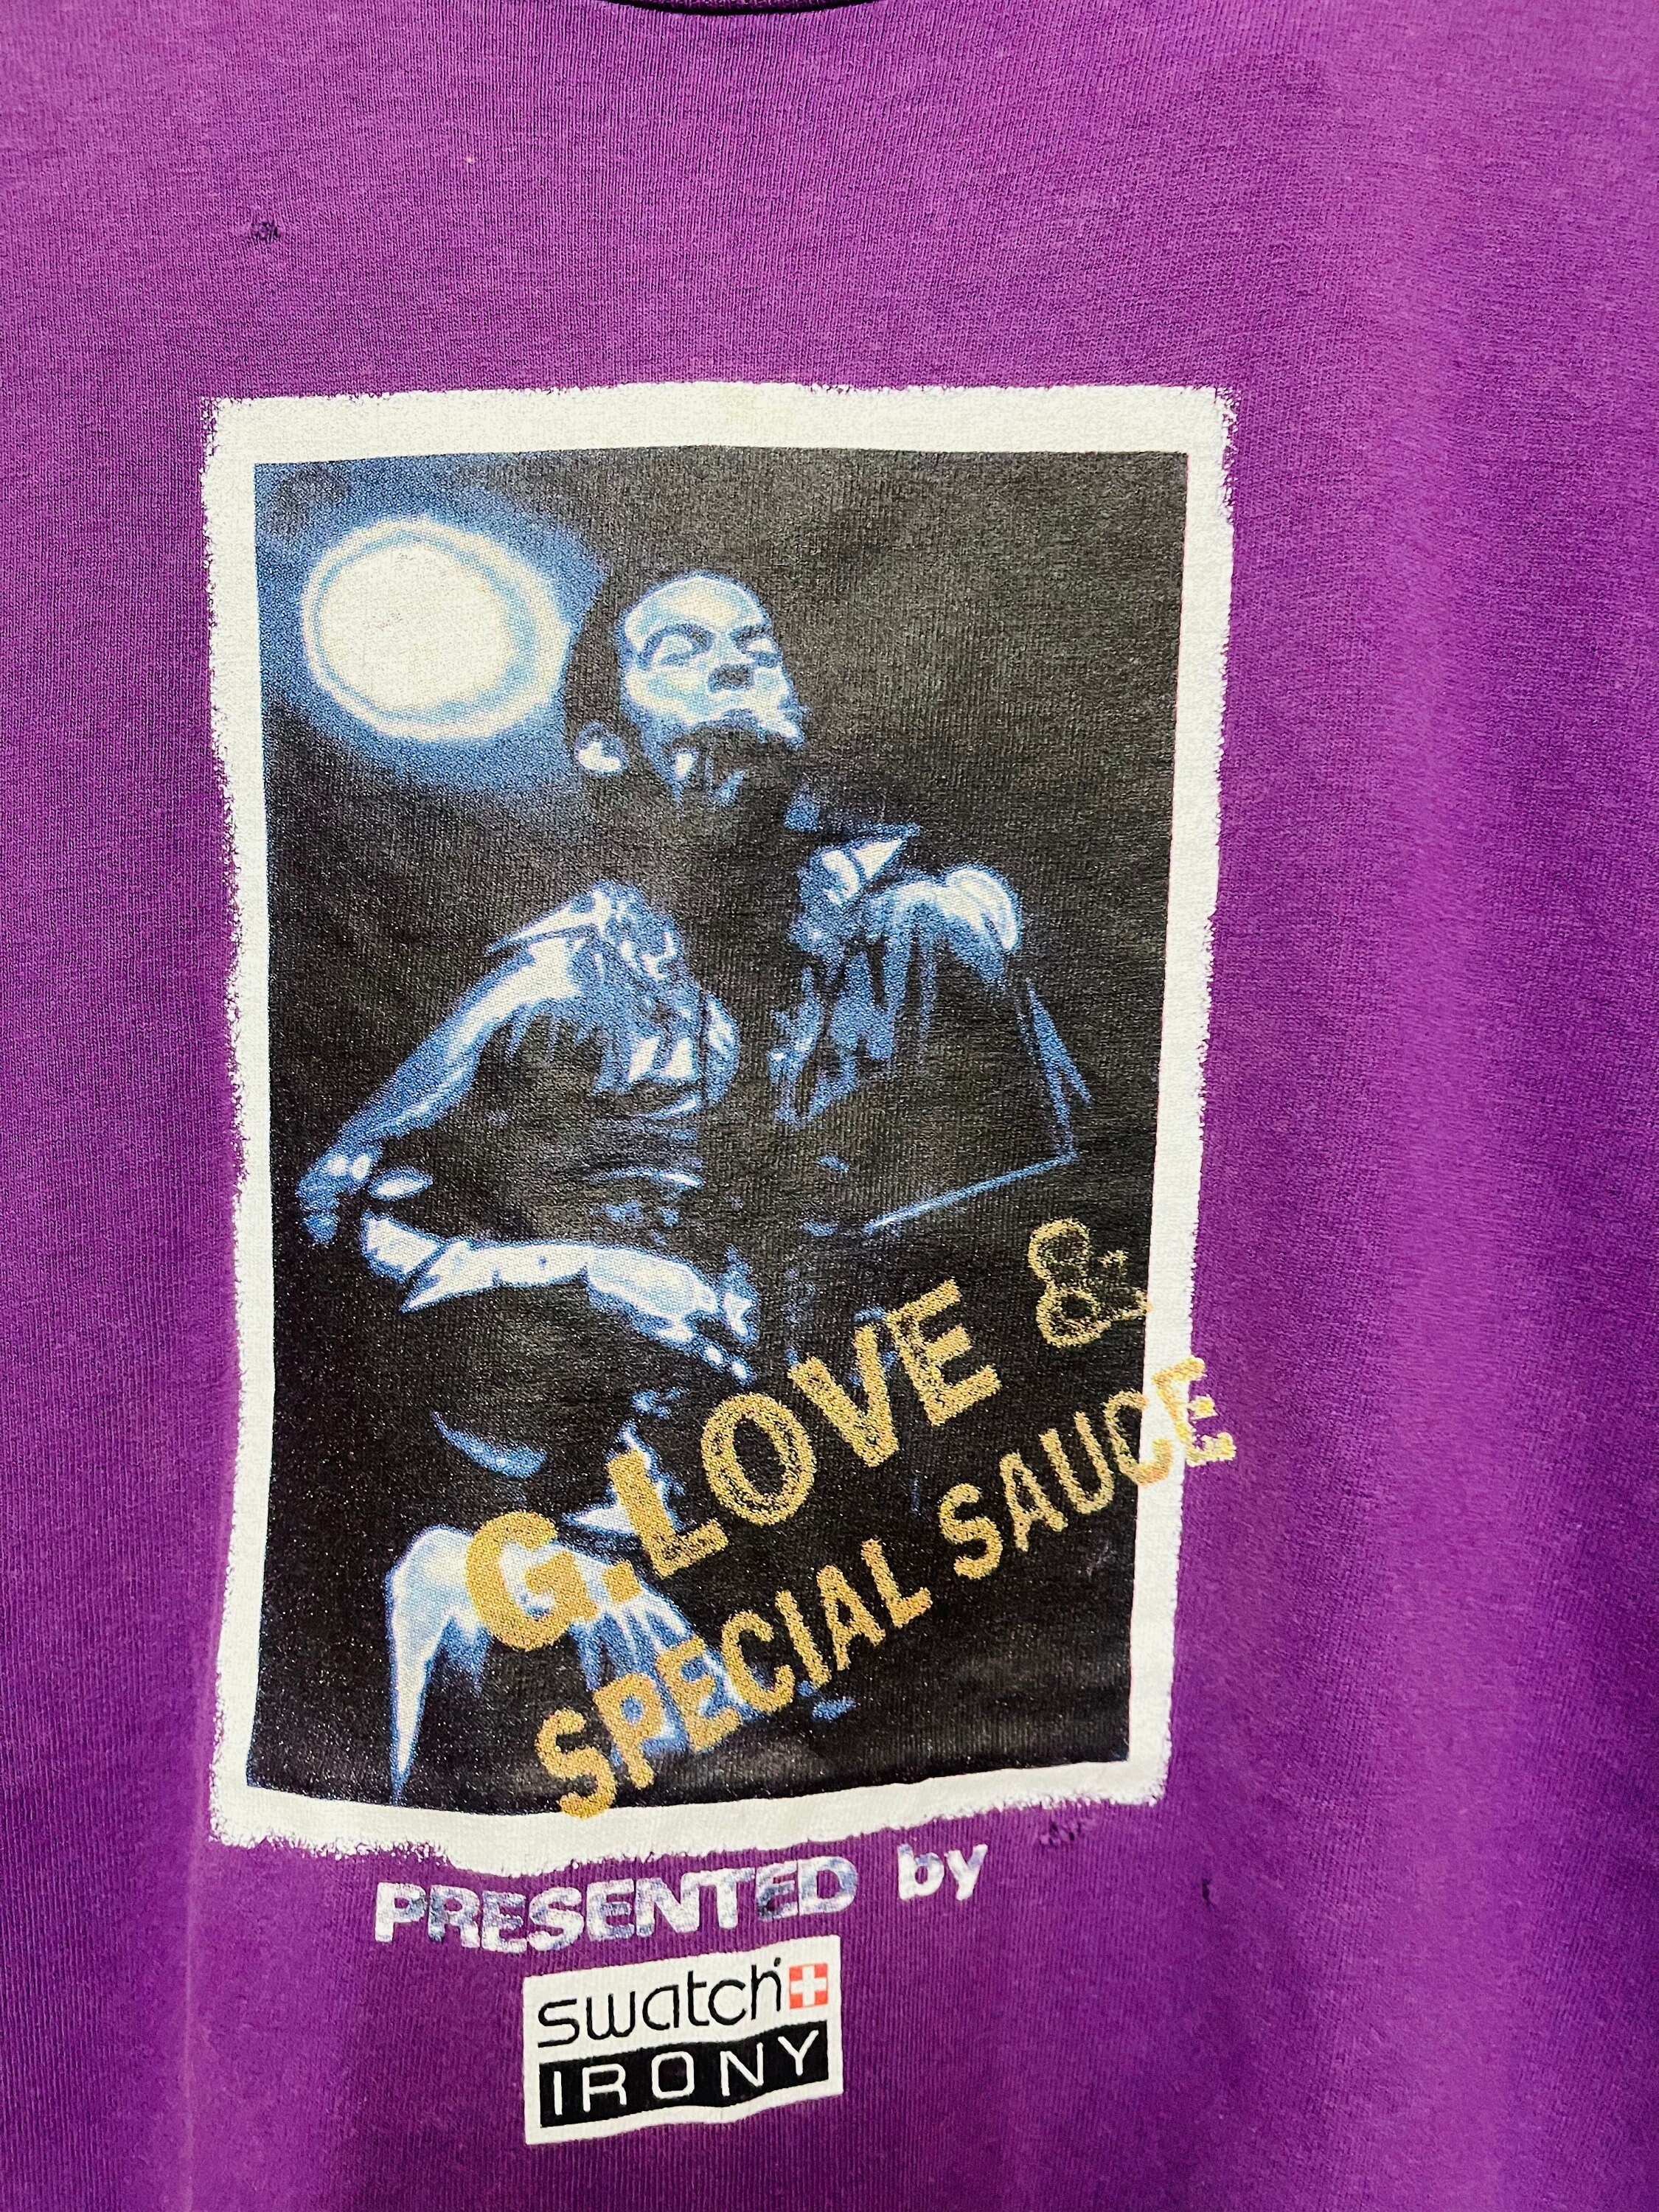 G. LOVE &
SPECIAL SAUCE
PRESENTED by
swatch
IRONY